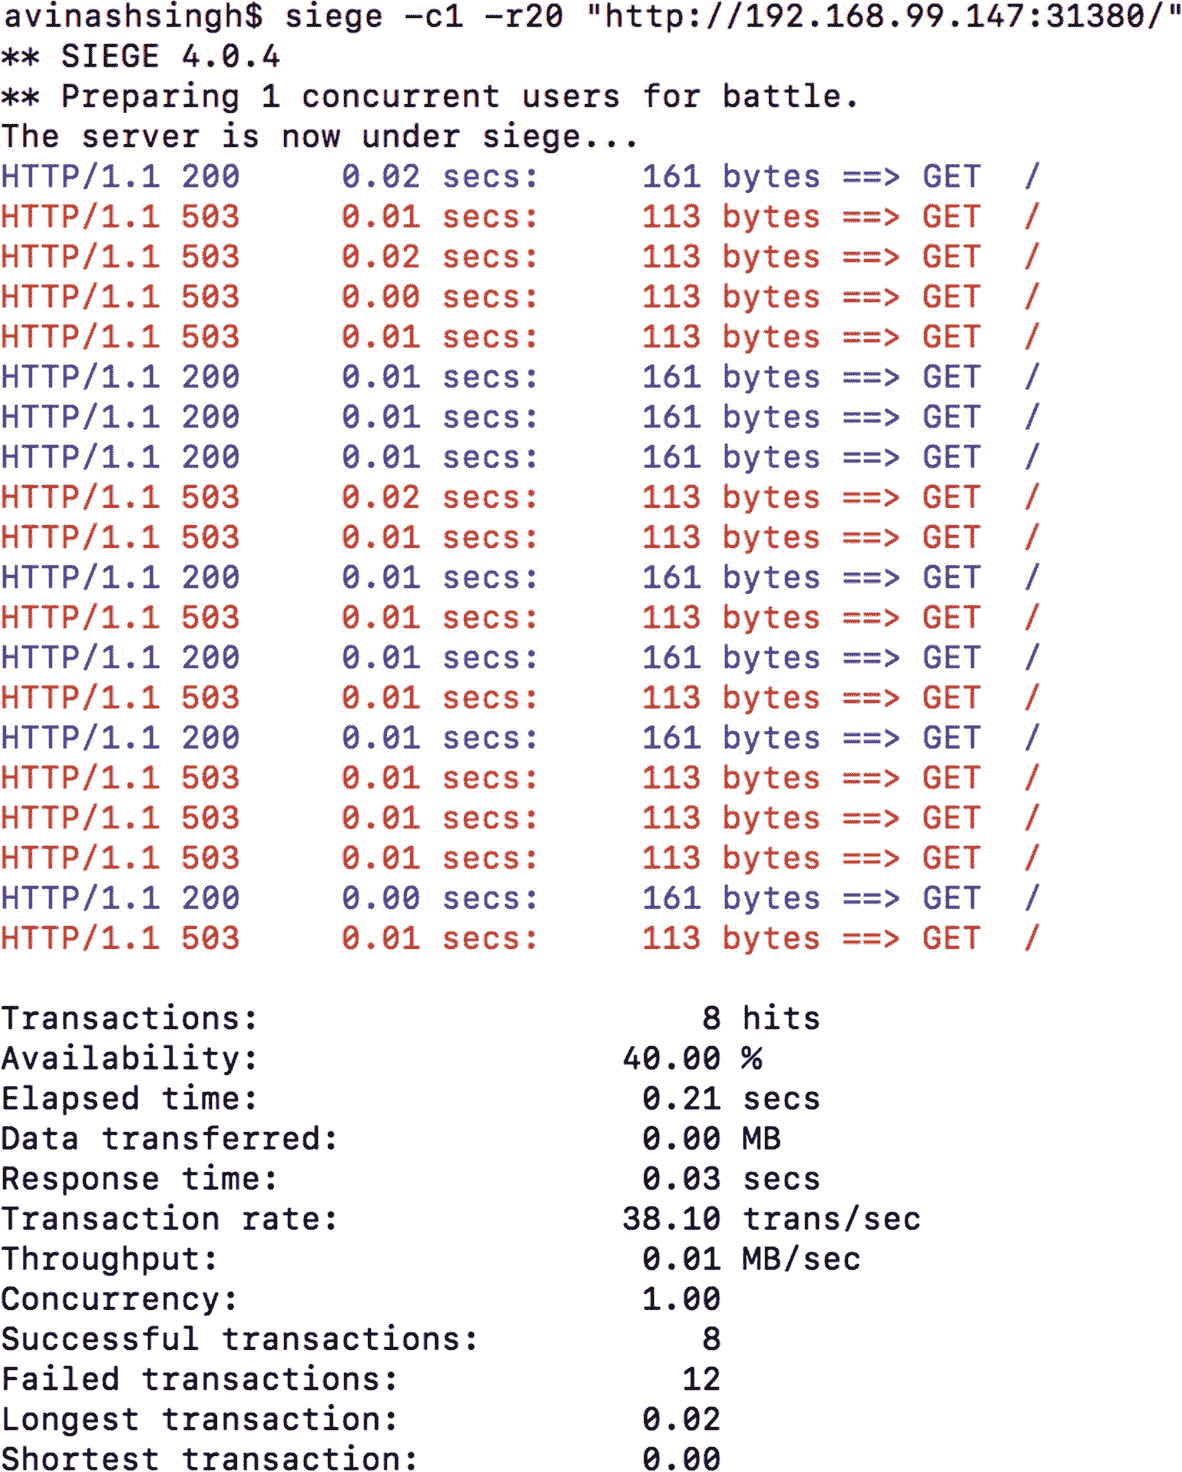 avinashsingh$ siege -c1 -r20 "http://192.168.99.147:31380/"
** SIEGE 4.0.4
** Preparing 1 concurrent users for battle.
The server is now under siege...
HTTP/1.1 200     0.02 secs:     161 bytes ==> GET  /
HTTP/1.1 503     0.01 secs:     113 bytes ==> GET  /
HTTP/1.1 503     0.02 secs:     113 bytes ==> GET  /
HTTP/1.1 503     0.00 secs:     113 bytes ==> GET  /
HTTP/1.1 503     0.01 secs:     113 bytes ==> GET  /
HTTP/1.1 200     0.01 secs:     161 bytes ==> GET  /
HTTP/1.1 200     0.01 secs:     161 bytes ==> GET  /
HTTP/1.1 200     0.01 secs:     161 bytes ==> GET  /
HTTP/1.1 503     0.02 secs:     113 bytes ==> GET  /
HTTP/1.1 503     0.01 secs:     113 bytes ==> GET  /
HTTP/1.1 200     0.01 secs:     161 bytes ==> GET  /
HTTP/1.1 503     0.01 secs:     113 bytes ==> GET  /
HTTP/1.1 200     0.01 secs:     161 bytes ==> GET  /
HTTP/1.1 503     0.01 secs:     113 bytes ==> GET  /
HTTP/1.1 200     0.01 secs:     161 bytes ==> GET  /
HTTP/1.1 503     0.01 secs:     113 bytes ==> GET  /
HTTP/1.1 503     0.01 secs:     113 bytes ==> GET  /
HTTP/1.1 503     0.01 secs:     113 bytes ==> GET  /
HTTP/1.1 200     0.00 secs:     161 bytes ==> GET  /
HTTP/1.1 503     0.01 secs:     113 bytes ==> GET  /
Transactions:                      8 hits
Availability:                  40.00 %
Elapsed time:                   0.21 secs
Data transferred:               0.00 MB
Response time:                  0.03 secs
Transaction rate:              38.10 trans/sec
Throughput:                     0.01 MB/sec
Concurrency:                    1.00
Successful transactions:           8
Failed transactions:              12
Longest transaction:            0.02
Shortest transaction:           0.00